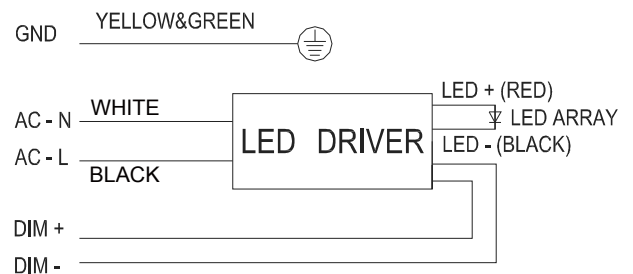 GND YELLOW&GREEN
AC - N WHITE
AC - L BLACK
LED DRIVER
LED + (RED)
LED ARRAY
LED - (BLACK)
DIM +
DIM -